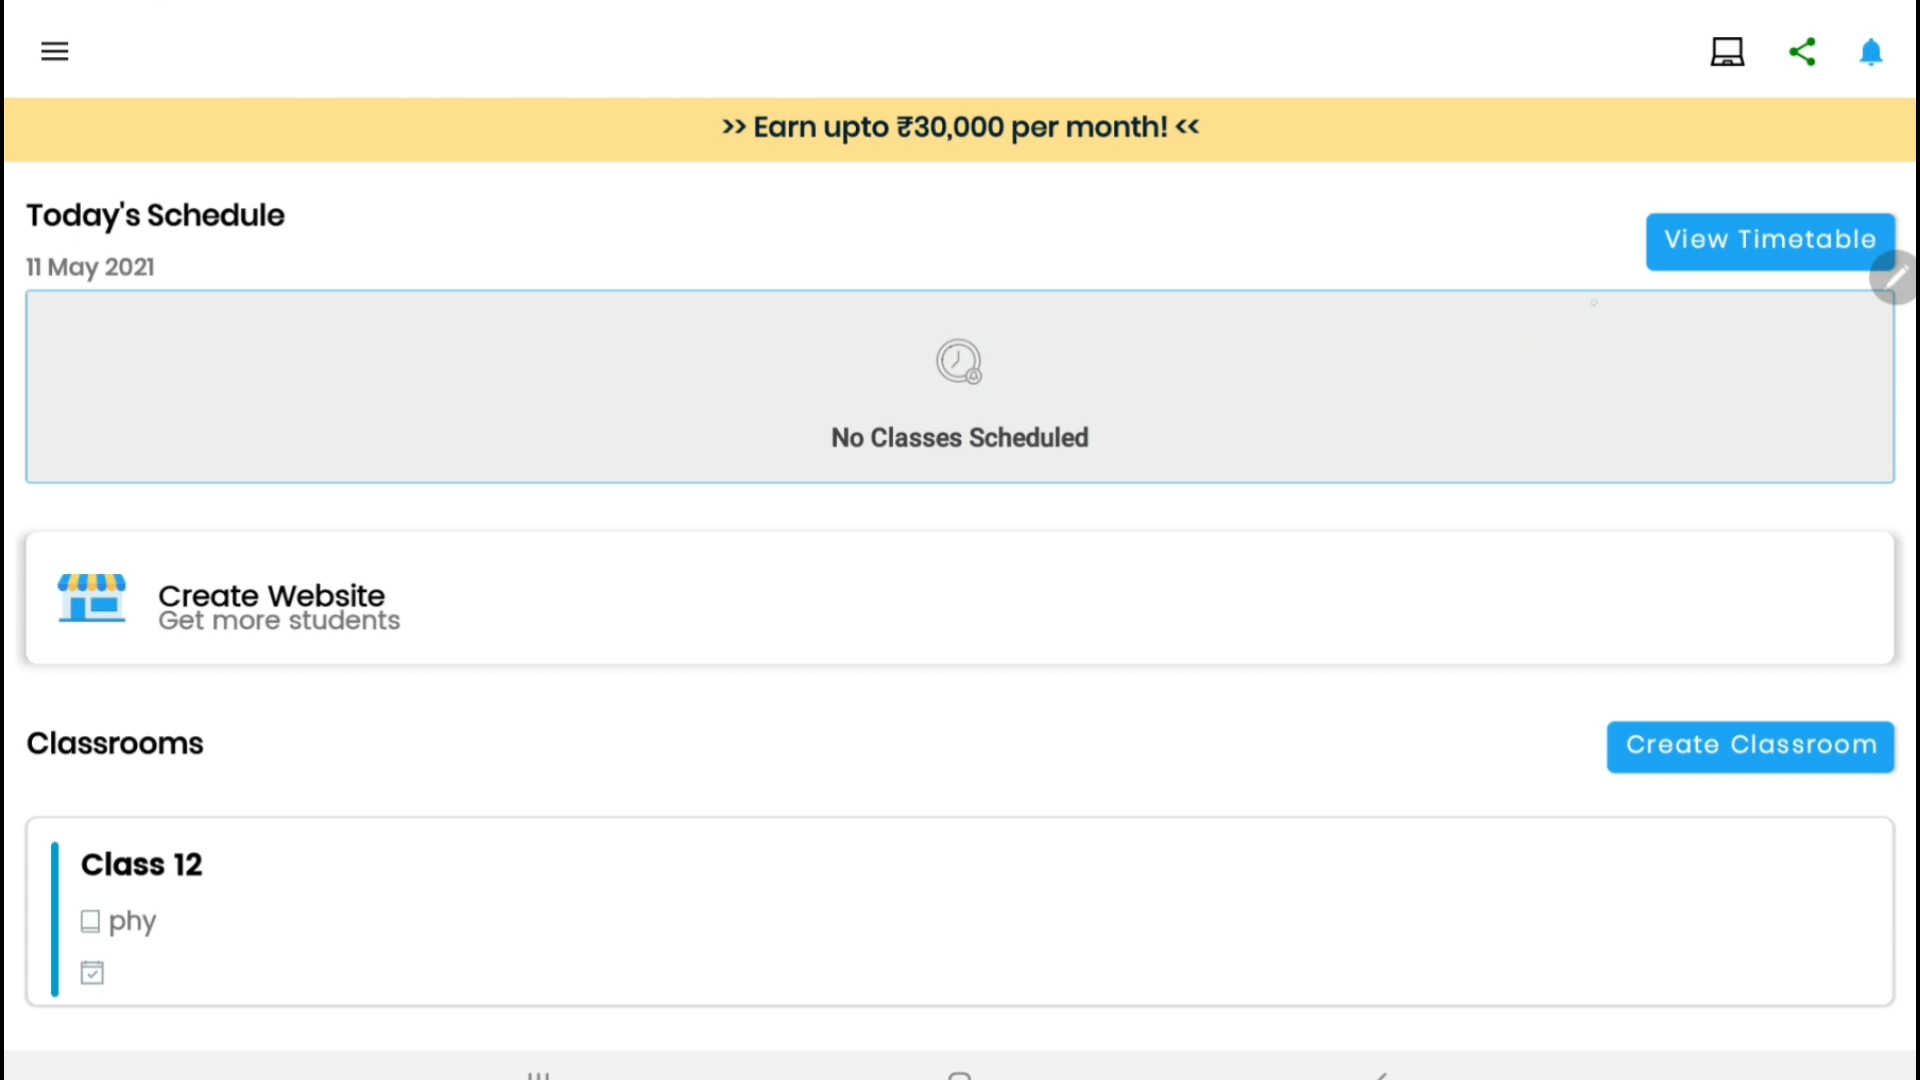 >> Earn upto ₹30,000 per month! <<
Today's Schedule
View Timetable
11 May 2021
No Classes Scheduled
Create Website
Get more students
Classrooms
Create Classroom
Class 12
phy